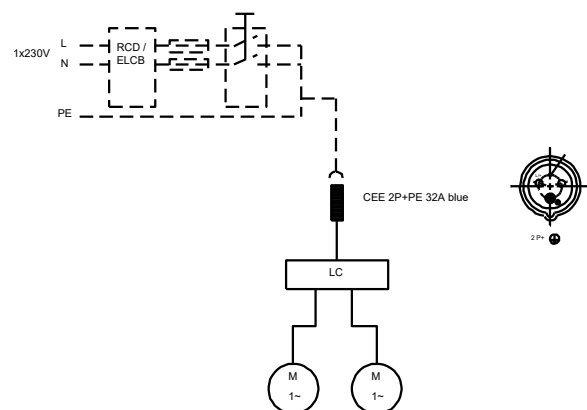 1x230V
L
N
RCD /
ELCB
PE
CEE 2P+PE 32A blue
2 P+
LC
M
1~
M
1~